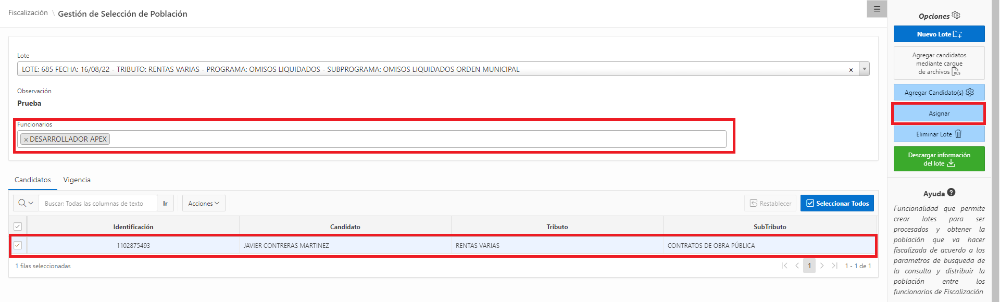 Fiscalización \ Gestión de Selección de Población
Lote
LOTE: 685 FECHA: 16/08/22 - TRIBUTO: RENTAS VARIAS - PROGRAMA: OMISOS LIQUIDADOS - SUBPROGRAMA: OMISOS LIQUIDADOS ORDEN MUNICIPAL ×
Observación
Prueba
Funcionarios
× DESARROLLADOR APEX
Candidatos Vigencia
Buscar: Todas las columnas de texto Ir Acciones Restablecer Seleccionar Todos
Identificación Candidato Tributo SubTributo
1102875493 JAVIER CONTRERAS MARTINEZ RENTAS VARIAS CONTRATOS DE OBRA PÚBLICA
1 filas seleccionadas 1 1 - 1 de 1
Opciones
Nuevo Lote
Agregar candidatos
mediante cargue
de archivos XLS
Agregar Candidato(s)
Asignar
Eliminar Lote
Descargar información
del lote
Ayuda ?
Funcionalidad que permite
crear lotes para ser
procesados y obtener la
población que va hacer
fiscalizada de acuerdo a los
parametros de busqueda de
la consulta y distribuir la
población entre los
funcionarios de Fiscalización